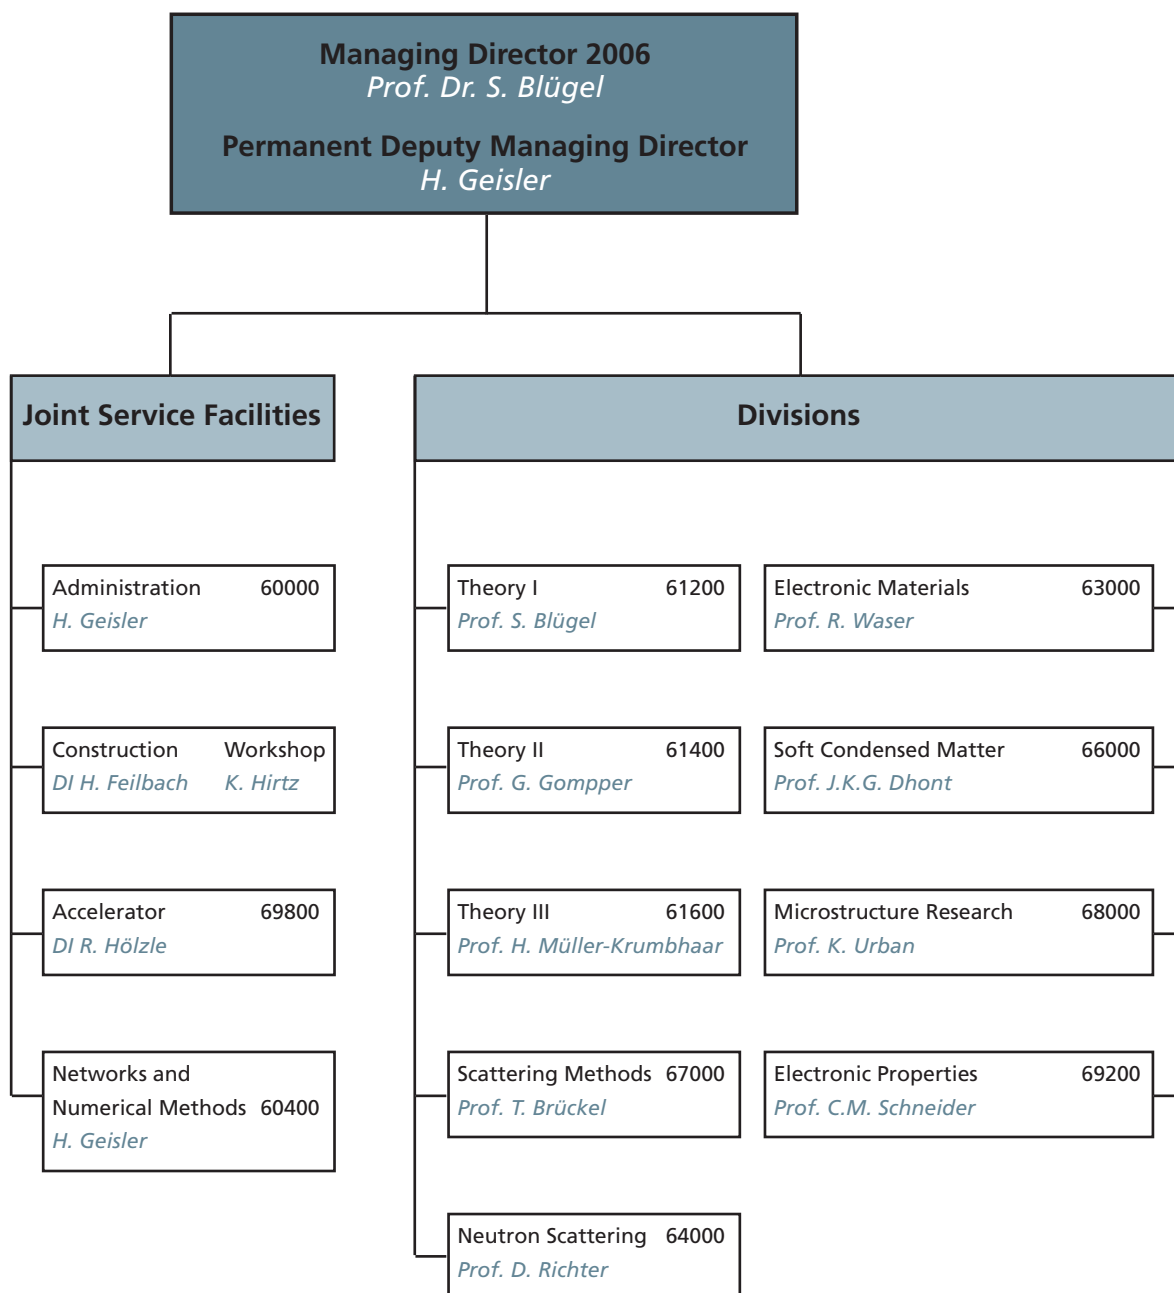 Managing Director 2006
Prof. Dr. S. Blügel
Permanent Deputy Managing Director
H. Geisler
Joint Service Facilities
Administration 60000
H. Geisler
Construction Workshop
DI H. Feilbach K. Hirtz
Accelerator 69800
DI R. Hölzle
Networks and
Numerical Methods 60400
H. Geisler
Divisions
Theory I 61200
Prof. S. Blügel
Theory II 61400
Prof. G. Gompper
Theory III 61600
Prof. H. Müller-Krumbhaar
Scattering Methods 67000
Prof. T. Brückel
Neutron Scattering 64000
Prof. D. Richter
Electronic Materials 63000
Prof. R. Waser
Soft Condensed Matter 66000
Prof. J.K.G. Dhont
Microstructure Research 68000
Prof. K. Urban
Electronic Properties 69200
Prof. C.M. Schneider